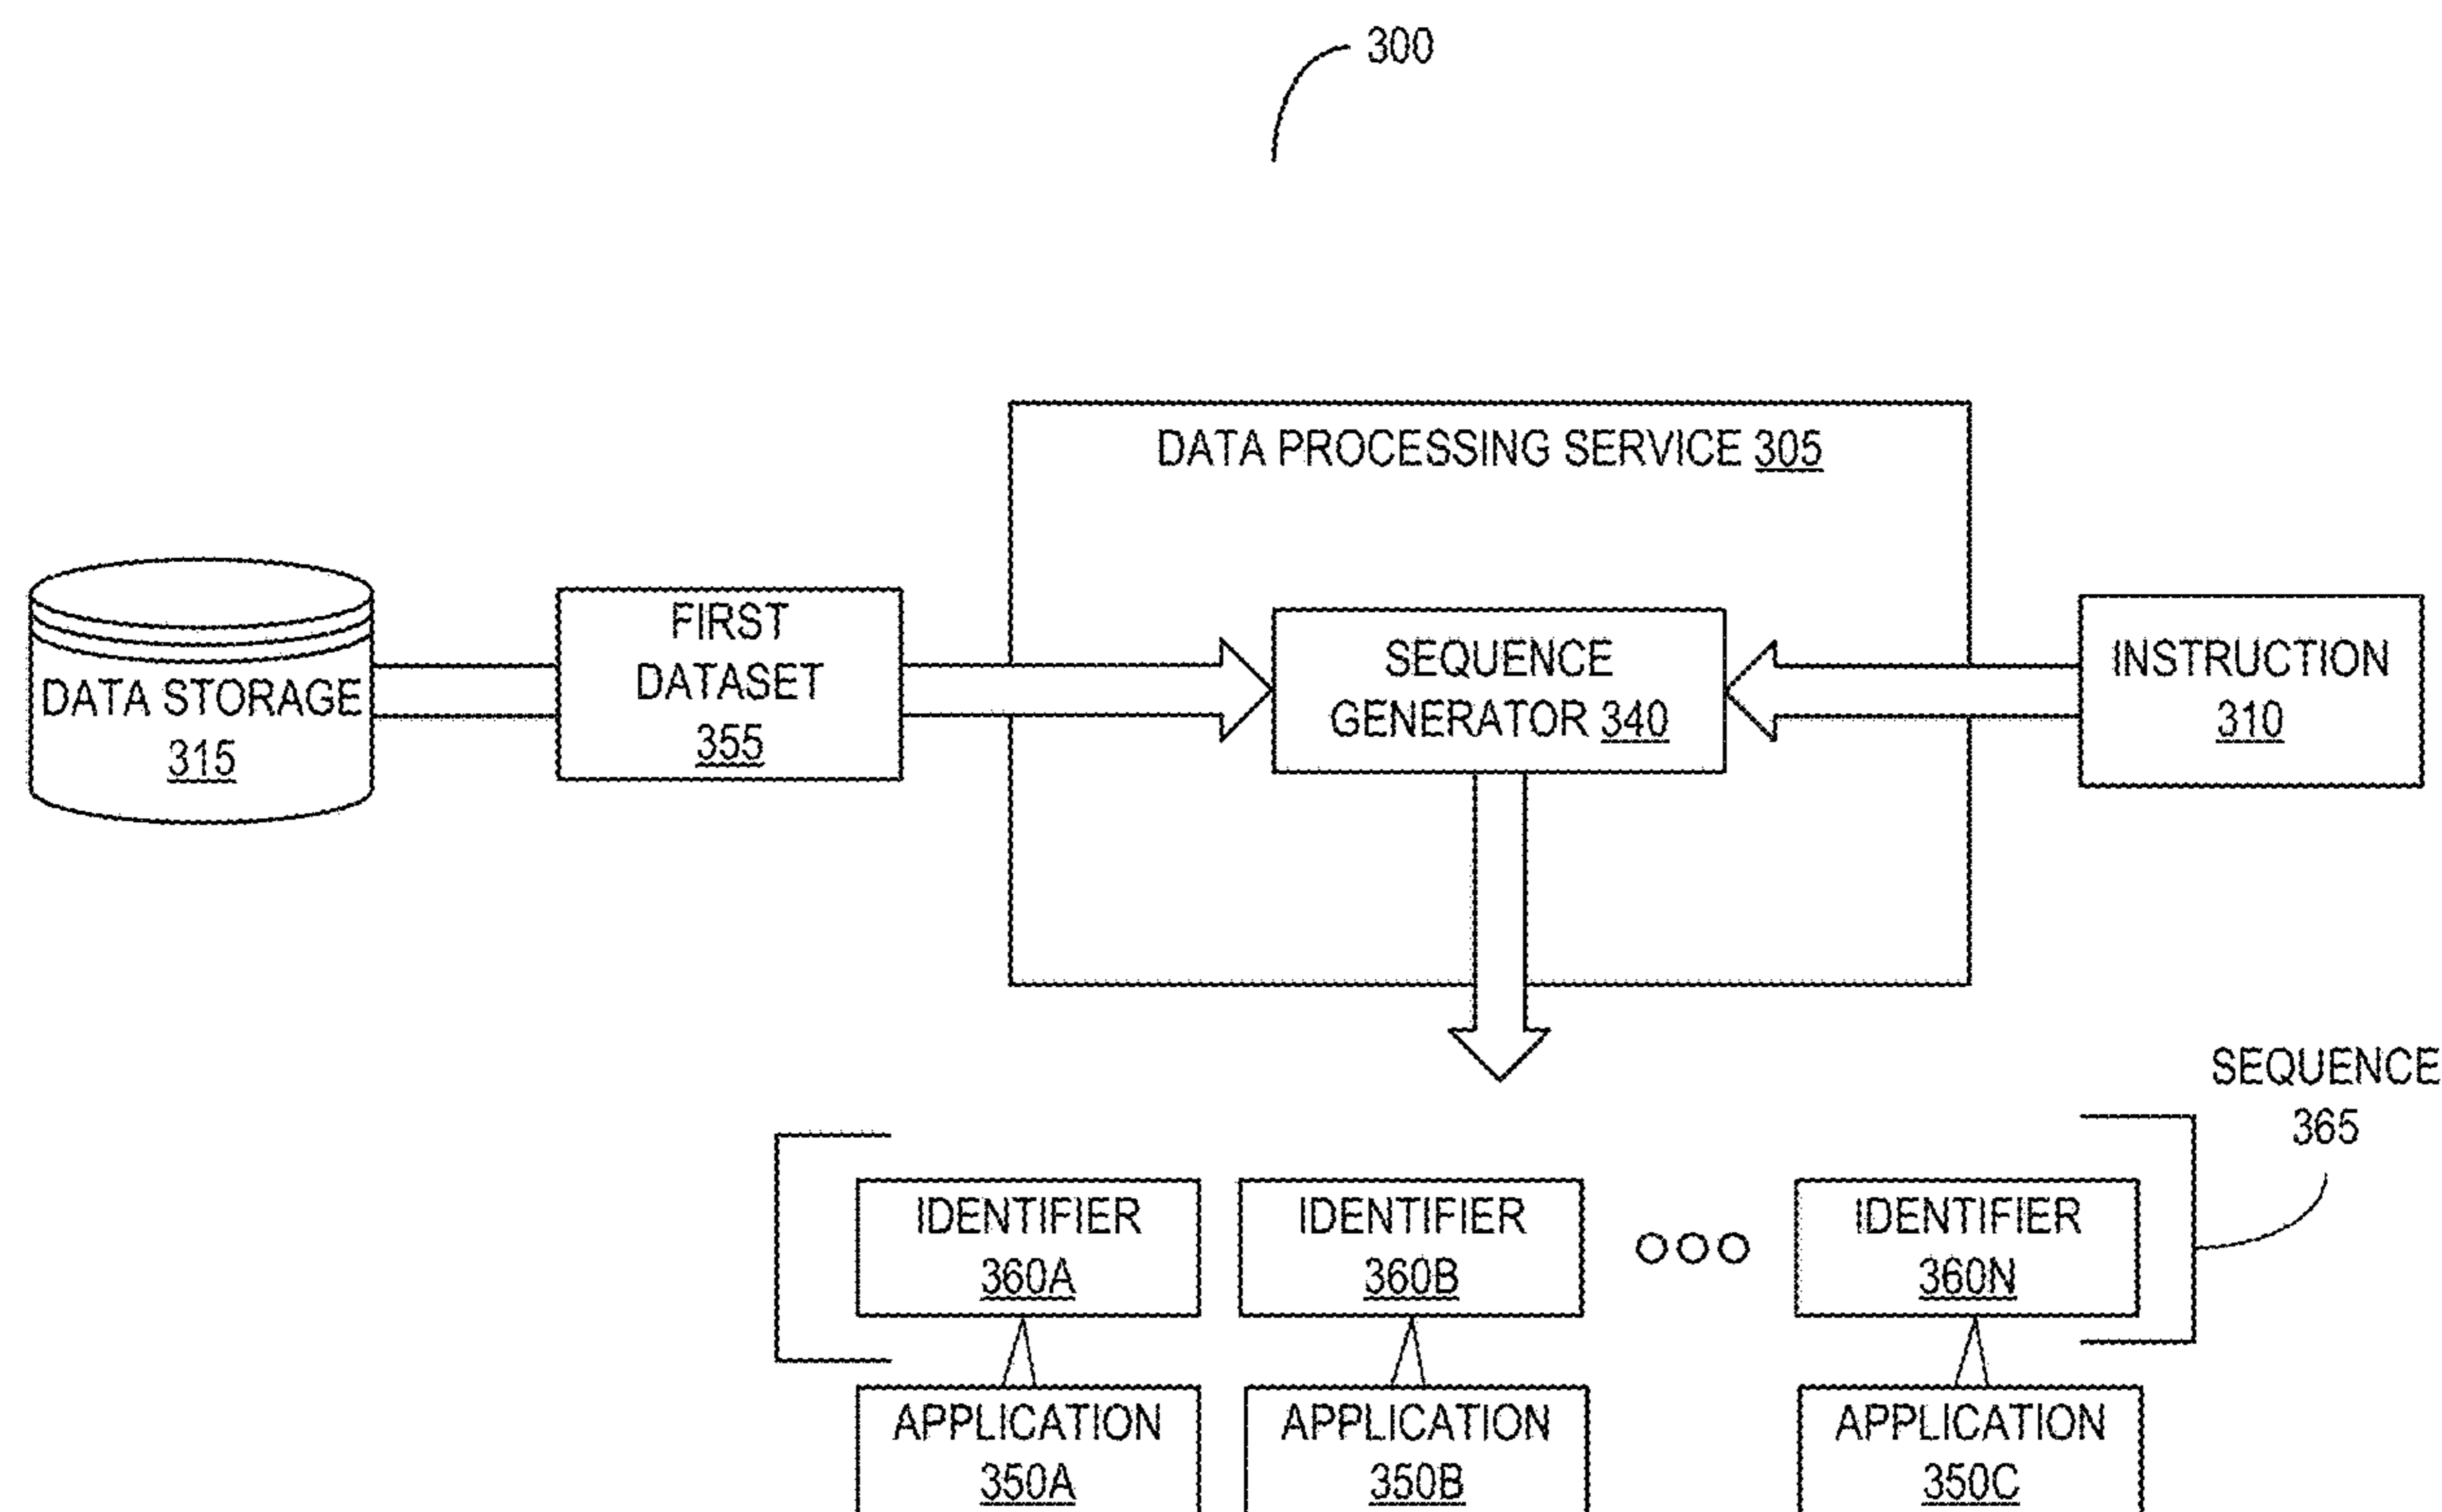 300
DATA PROCESSING SERVICE 305
DATA STORAGE
315
FIRST
DATASET
355
SEQUENCE
GENERATOR 340
INSTRUCTION
310
SEQUENCE
365
IDENTIFIER
360A
IDENTIFIER
360B
IDENTIFIER
360N
APPLICATION
350A
APPLICATION
350B
APPLICATION
350C